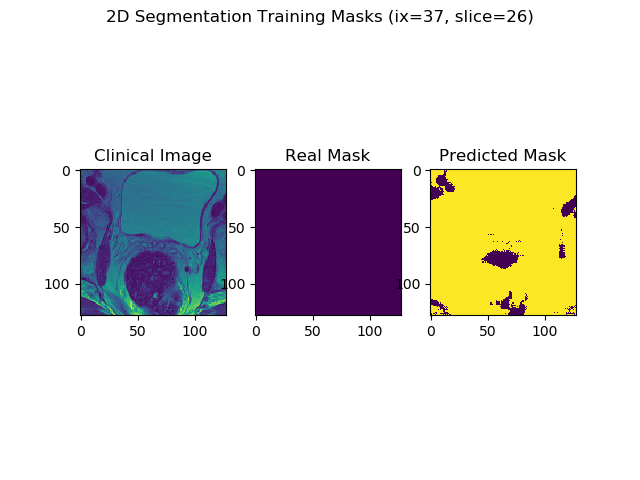 2D Segmentation Training Masks (ix=37, slice=26)
Clinical Image Real Mask Predicted Mask
0 0 0
50 50 50
100 100 100
0 50 100 0 50 100 0 50 100